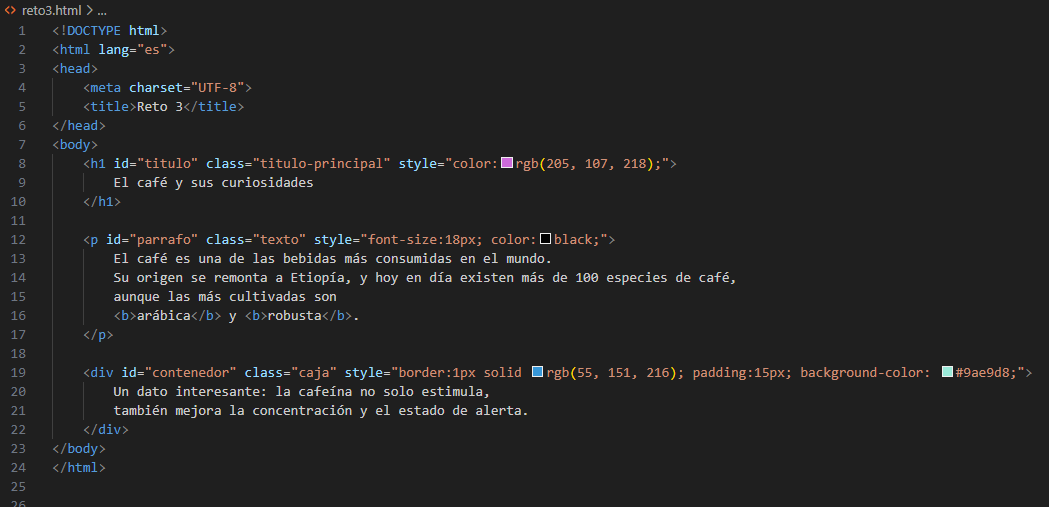 reto3.html > ...
1 <!DOCTYPE html>
2 <html lang="es">
3 <head>
4     <meta charset="UTF-8">
5     <title>Reto 3</title>
6 </head>
7 <body>
8     <h1 id="titulo" class="titulo-principal" style="color:rgb(205, 107, 218);">
9         El café y sus curiosidades
10     </h1>
11
12     <p id="parrafo" class="texto" style="font-size:18px; color:black;">
13         El café es una de las bebidas más consumidas en el mundo.
14         Su origen se remonta a Etiopía, y hoy en día existen más de 100 especies de café,
15         aunque las más cultivadas son
16         <b>arábica</b> y <b>robusta</b>.
17     </p>
18
19     <div id="contenedor" class="caja" style="border:1px solid rgb(55, 151, 216); padding:15px; background-color: #9ae9d8;">
20         Un dato interesante: la cafeína no solo estimula,
21         también mejora la concentración y el estado de alerta.
22     </div>
23 </body>
24 </html>
25
26